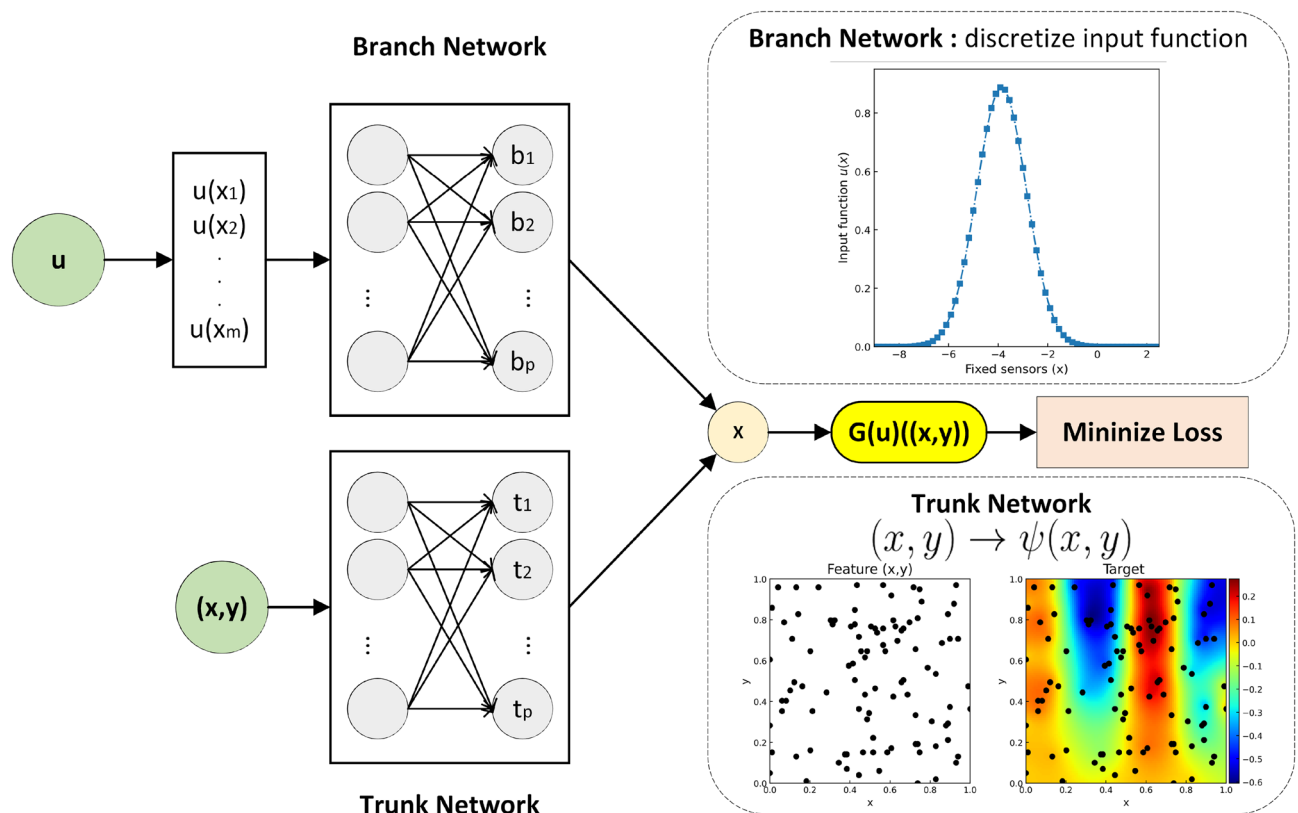 Branch Network
u
u(x1)
u(x2)
.
.
.
u(xm)
b1
b2
...
...
bp
Trunk Network
(x,y)
t1
t2
...
...
tp
x
G(u)((x,y))
Mininize Loss
Branch Network : discretize input function
Input function u(x)
0.8
0.6
0.4
0.2
0.0
−8 −6 −4 −2 0 2
Fixed sensors (x)
Trunk Network
(x, y) → ψ(x, y)
Feature (x,y)
y
1.0
0.8
0.6
0.4
0.2
0.0
0.0 0.2 0.4 0.6 0.8 1.0
x
Target
y
1.0
0.8
0.6
0.4
0.2
0.0
0.0 0.2 0.4 0.6 0.8 1.0
x
0.2
0.1
0.0
−0.1
−0.2
−0.3
−0.4
−0.5
−0.6